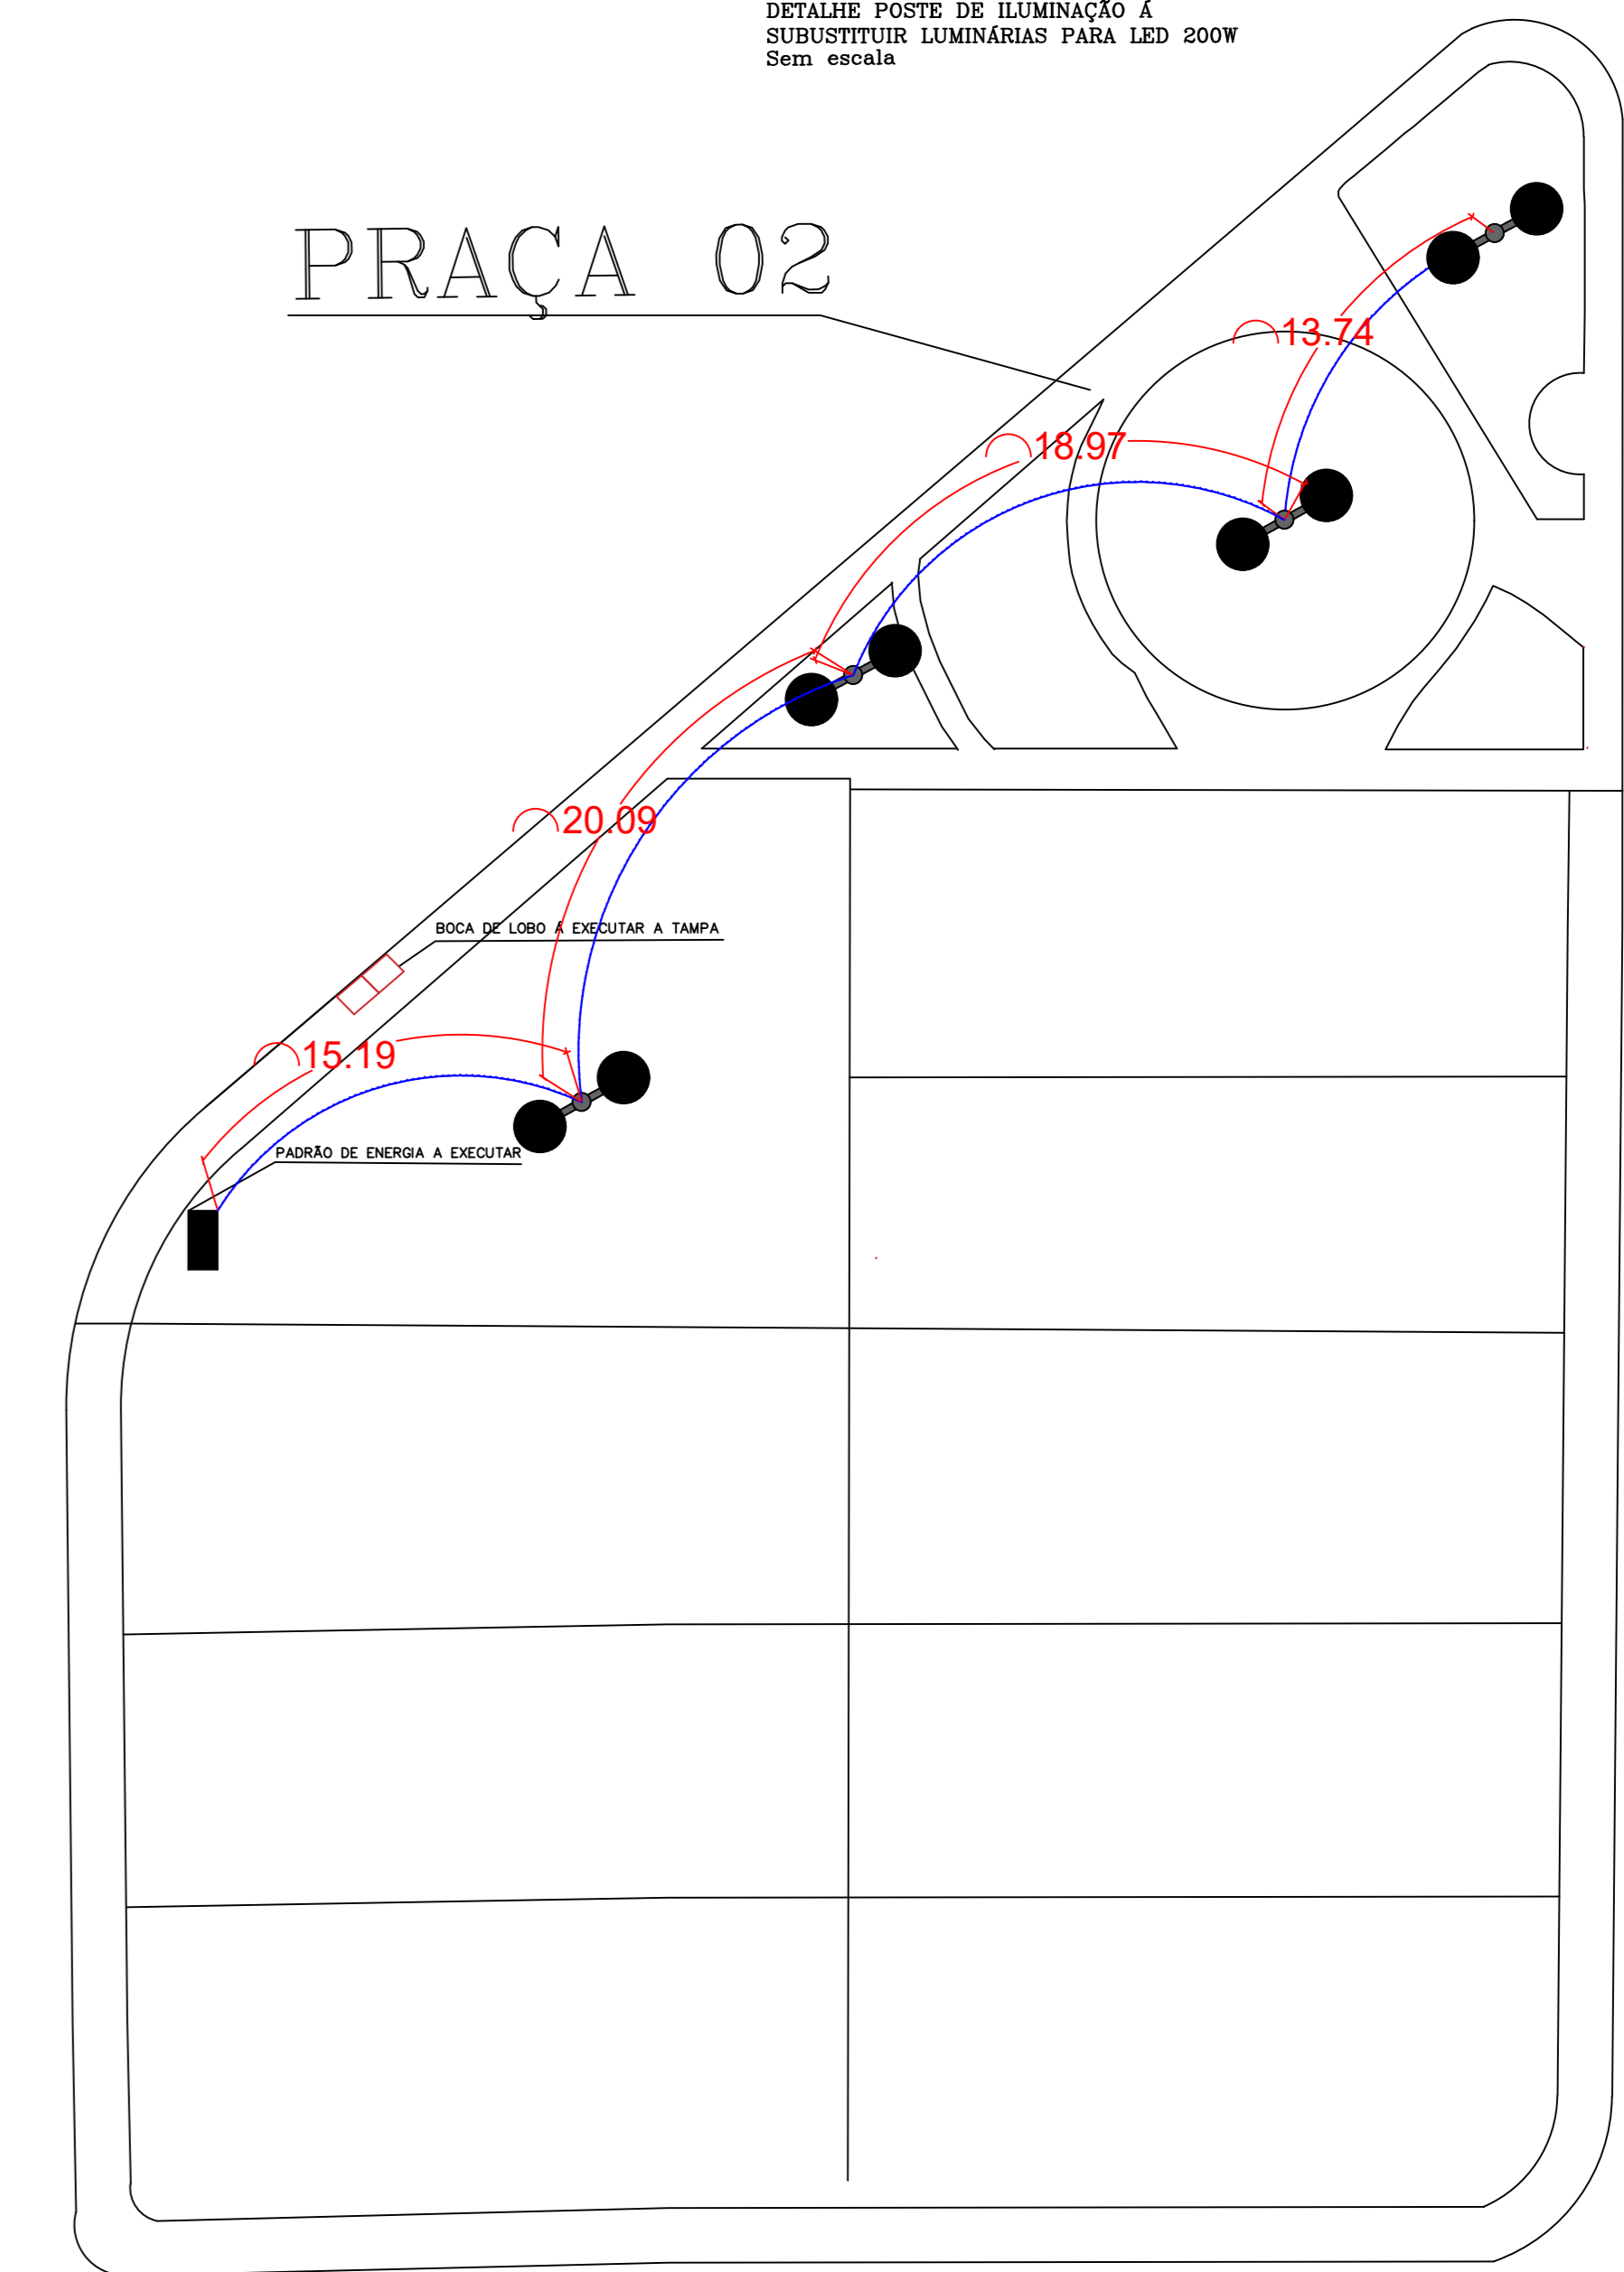 DETALHE POSTE DE ILUMINAÇÃO Á
SUBUSTITUIR LUMINÁRIAS PARA LED 200W
Sem escala
PRAÇA 02
13.74
18.97
20.09
BOCA DE LOBO Á EXECUTAR A TAMPA
15.19
PADRÃO DE ENERGIA A EXECUTAR